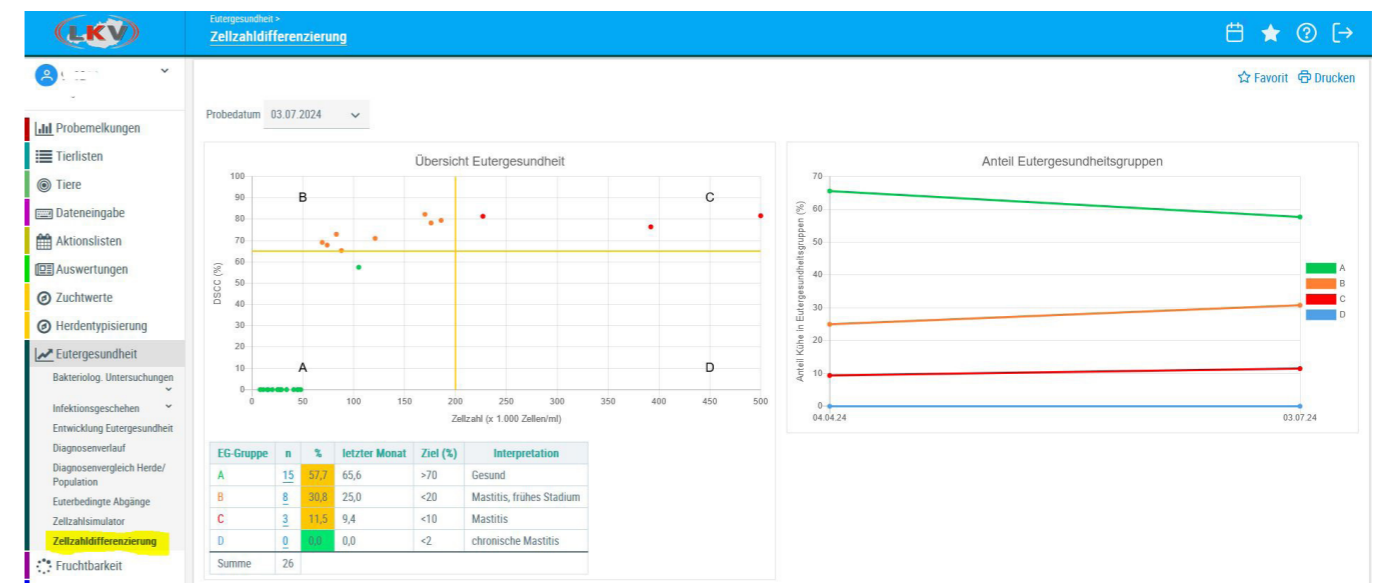 LKV
Eutergesundheit >
Zellzahldifferenzierung
Favorit Drucken
Probedatum 03.07.2024
Probemelkungen
Tierlisten
Tiere
Dateneingabe
Aktionslisten
Auswertungen
Zuchtwerte
Herdentypisierung
Eutergesundheit
Bakteriolog. Untersuchungen
Infektionsgeschehen
Entwicklung Eutergesundheit
Diagnosenverlauf
Diagnosenvergleich Herde/
Population
Euterbedingte Abgänge
Zellzahlsimulator
Zellzahldifferenzierung
Fruchtbarkeit
Übersicht Eutergesundheit
DSCC (%)
100
90
80
70
60
50
40
30
20
10
0
B
C
A
D
0 50 100 150 200 250 300 350 400 450 500
Zellzahl (x 1.000 Zellen/ml)
Anteil Eutergesundheitsgruppen
Anteil Kühe in Eutergesundheitsgruppen (%)
70
60
50
40
30
20
10
0
04.04.24 03.07.24
A
B
C
D
EG-Gruppe n % letzter Monat Ziel (%) Interpretation
A 15 57,7 65,6 >70 Gesund
B 8 30,8 25,0 <20 Mastitis, frühes Stadium
C 3 11,5 9,4 <10 Mastitis
D 0 0,0 0,0 <2 chronische Mastitis
Summe 26